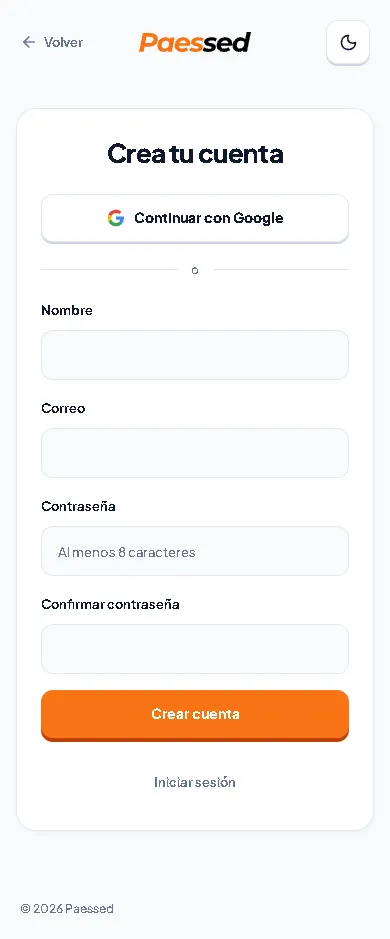 Volver
Paessed
Crea tu cuenta
Continuar con Google
o
Nombre
Correo
Contraseña
Al menos 8 caracteres
Confirmar contraseña
Crear cuenta
Iniciar sesión
© 2026 Paessed